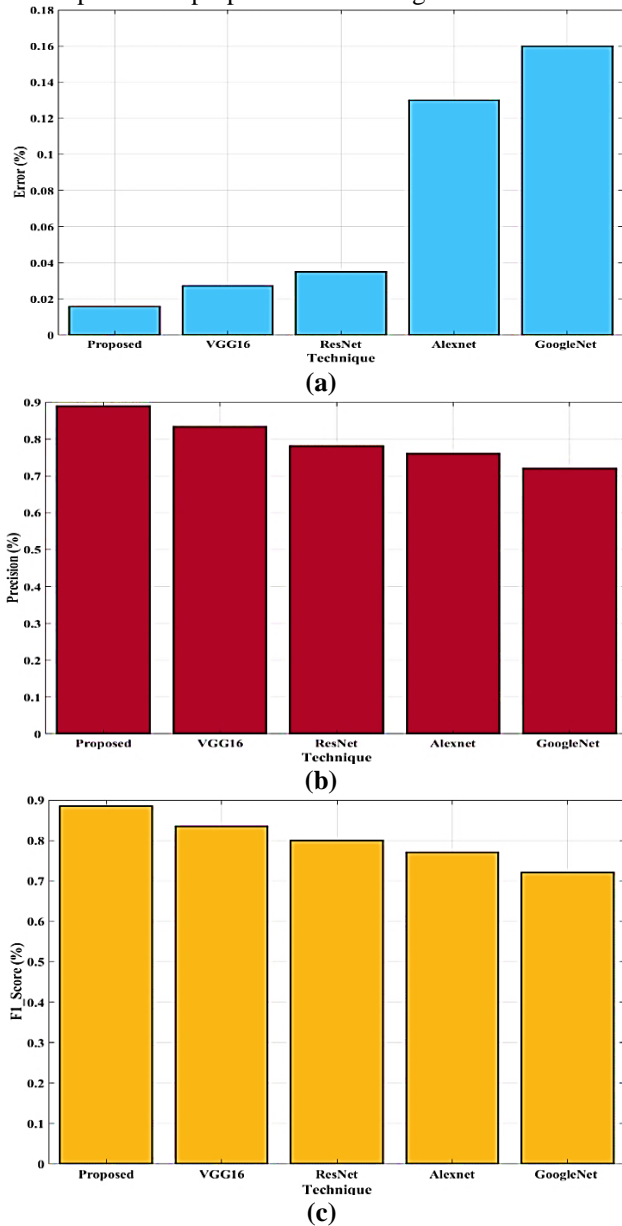 Error (%)
0.18
0.16
0.14
0.12
0.1
0.08
0.06
0.04
0.02
0
Proposed VGG16 ResNet Alexnet GoogleNet
Technique
(a)
Precision (%)
0.9
0.8
0.7
0.6
0.5
0.4
0.3
0.2
0.1
0
Proposed VGG16 ResNet Alexnet GoogleNet
Technique
(b)
F1_Score (%)
0.9
0.8
0.7
0.6
0.5
0.4
0.3
0.2
0.1
0
Proposed VGG16 ResNet Alexnet GoogleNet
Technique
(c)